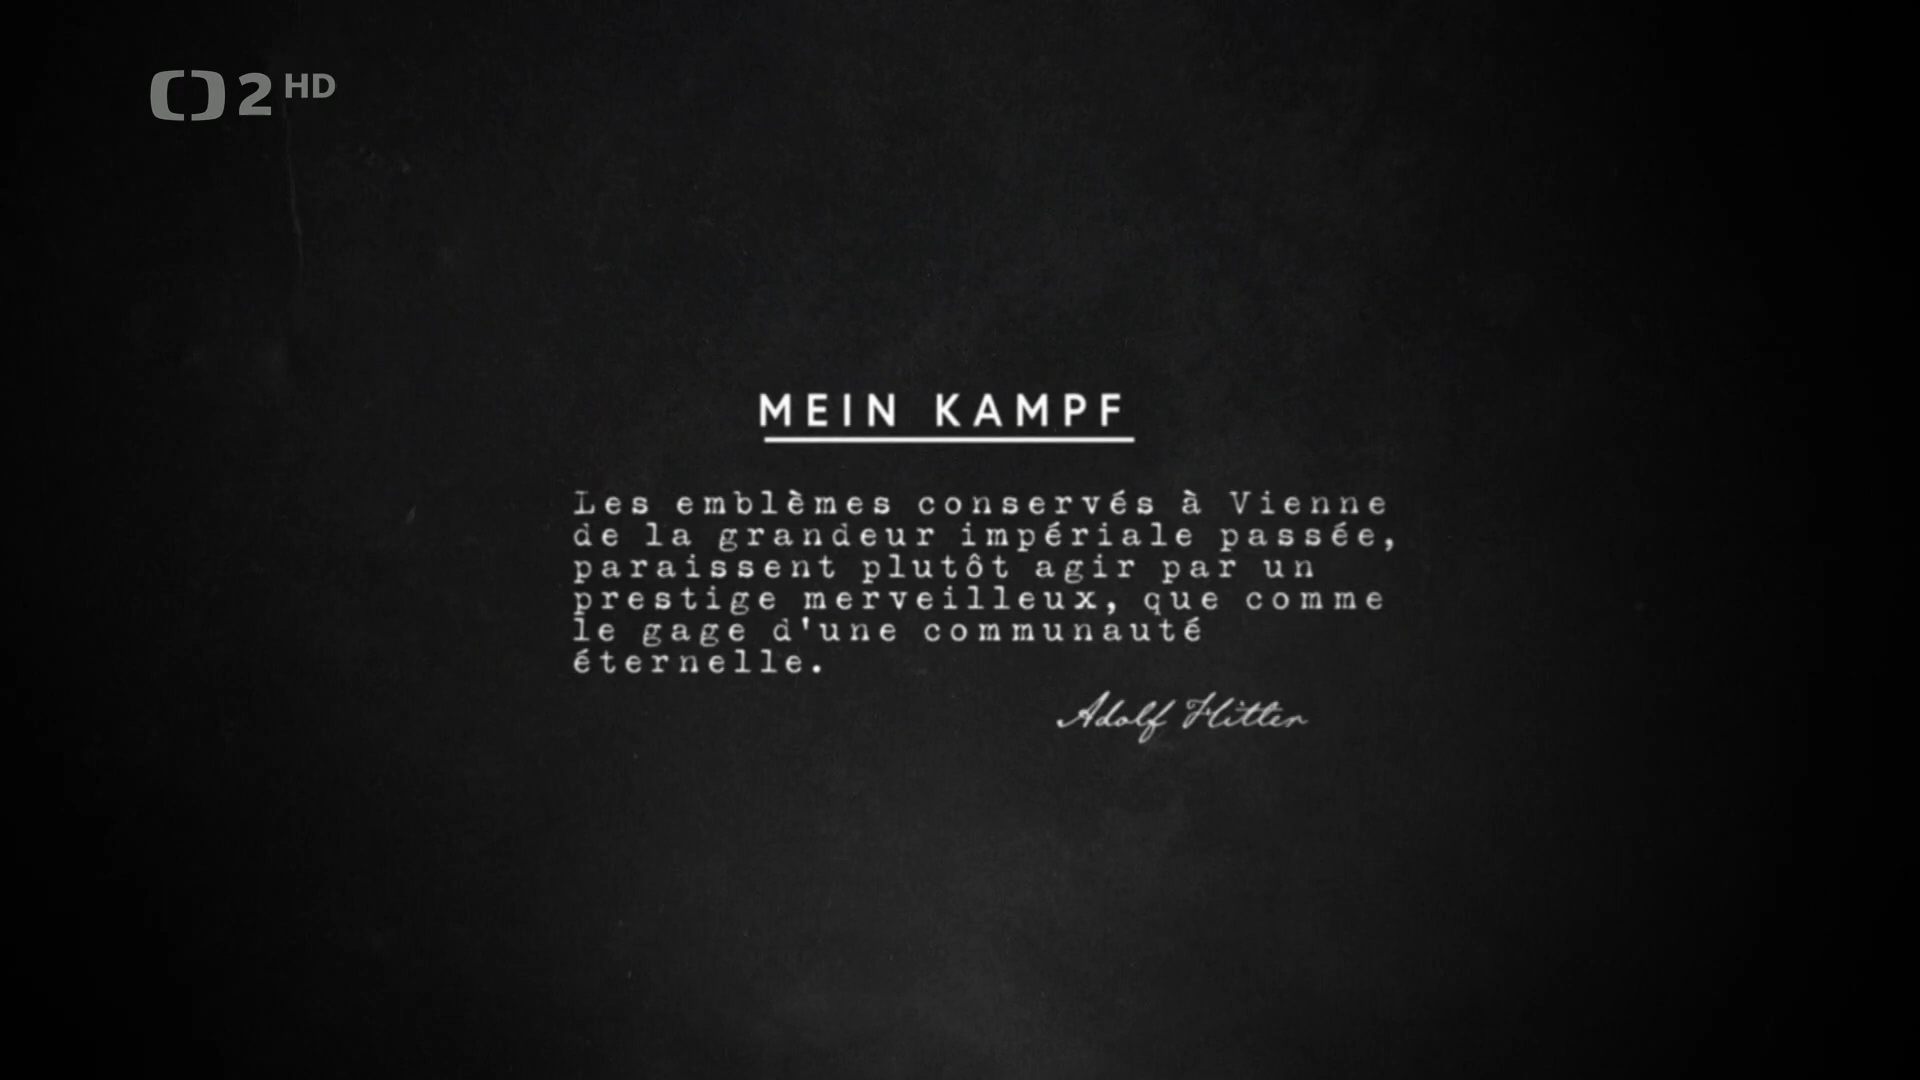 2 HD
MEIN KAMPF
Les emblèmes conservés à Vienne
de la grandeur impériale passée,
paraissent plutôt agir par un
prestige merveilleux, que comme
le gage d'une communauté
éternelle.
Adolf Hitler